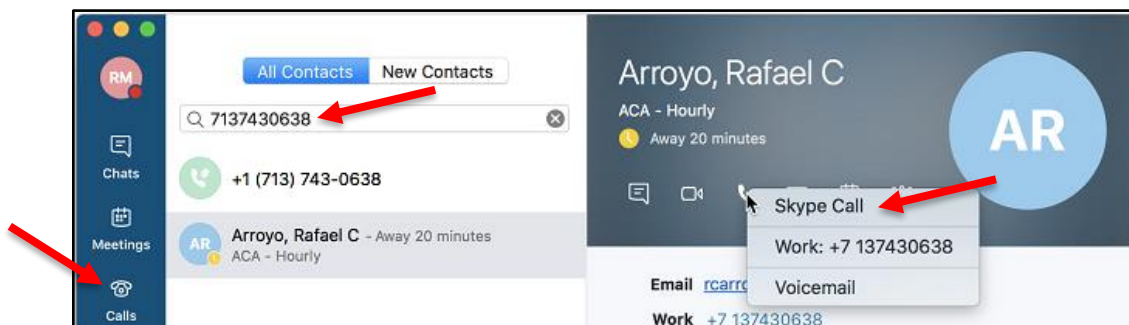 RM
Chats
Meetings
Calls
All Contacts New Contacts
7137430638
+1 (713) 743-0638
AR
Arroyo, Rafael C - Away 20 minutes
ACA - Hourly
Arroyo, Rafael C
ACA - Hourly
Away 20 minutes
AR
Skype Call
Work: +7 137430638
Voicemail
Email
Work +7 137430638